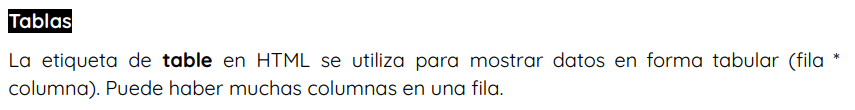 Tablas
La etiqueta de table en HTML se utiliza para mostrar datos en forma tabular (fila *
columna). Puede haber muchas columnas en una fila.